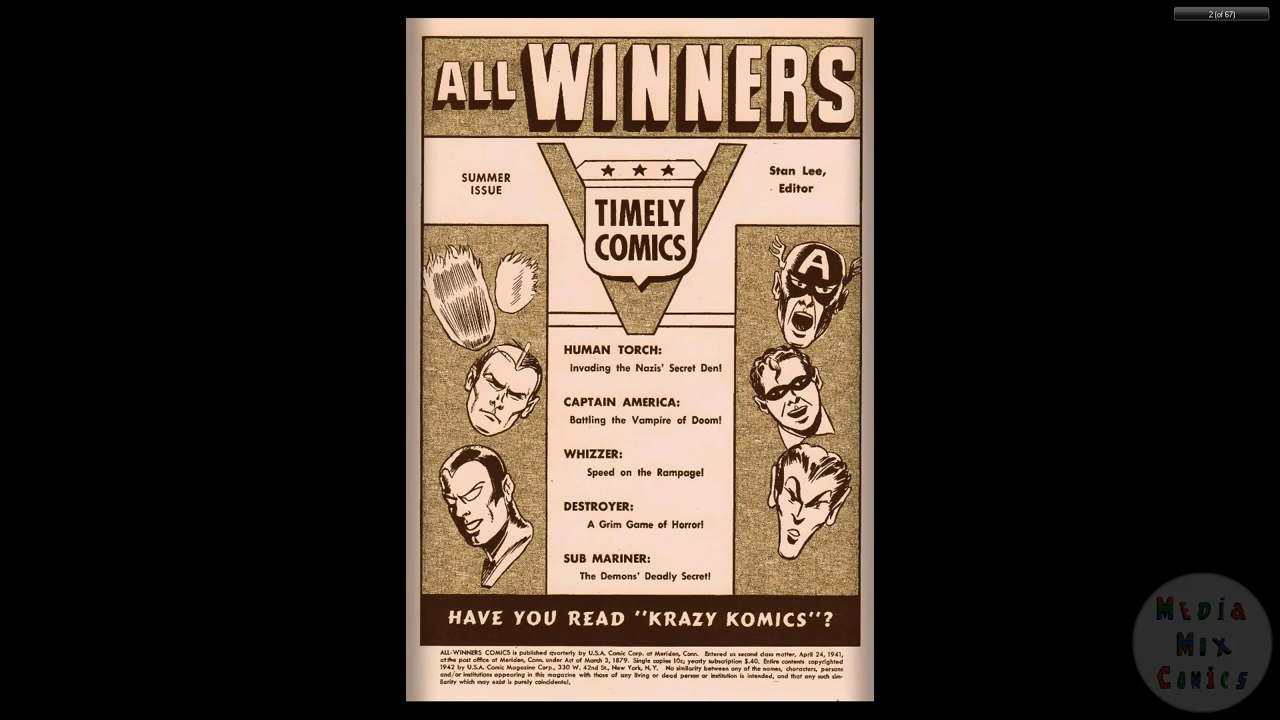 2 (of 67)
ALL WINNERS
SUMMER
ISSUE
Stan Lee,
Editor
TIMELY
COMICS
A
HUMAN TORCH:
Invading the Nazis' Secret Den!
CAPTAIN AMERICA:
Battling the Vampire of Doom!
WHIZZER:
Speed on the Rampage!
DESTROYER:
A Grim Game of Horror!
SUB MARINER:
The Demons' Deadly Secret!
HAVE YOU READ "KRAZY KOMICS"?
ALL-WINNERS COMICS is published quarterly by U.S.A. Comic Corp. at Meriden, Conn. Entered as second class matter, April 24, 1941,
at the post office at Meriden, Conn. under Act of March 3, 1879. Single copies 10c; yearly subscription $.40. Entire contents copyrighted
1942 by U.S.A. Comic Magazine Corp., 330 W. 42nd St., New York, N.Y. No similarity between any of the names, characters, persons
and/or institutions appearing in this magazine with those of any living or dead person or institution is intended, and that any such sim-
ilarity which may exist is purely coincidental.
MEDiA
MiX
COMiCS